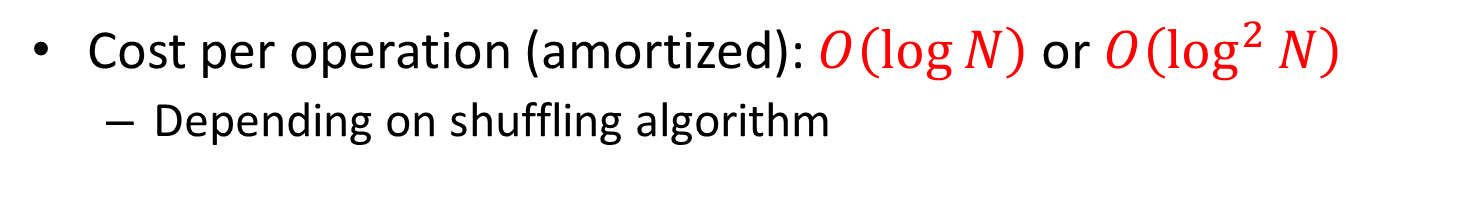 • Cost per operation (amortized): O(log N) or O(log² N)
– Depending on shuffling algorithm